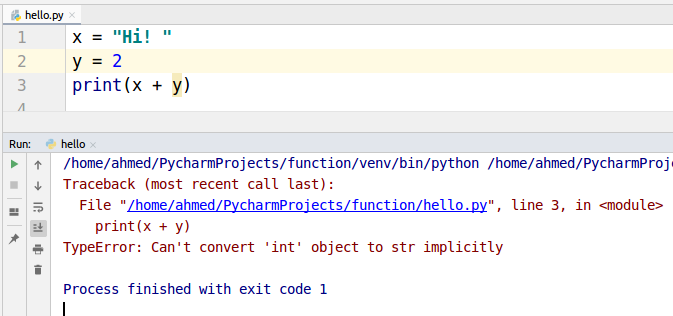 hello.py
1 x = "Hi! "
2 y = 2
3 print(x + y)
4
Run: hello
/home/ahmed/PycharmProjects/function/venv/bin/python /home/ahmed/PycharmProj
Traceback (most recent call last):
File "/home/ahmed/PycharmProjects/function/hello.py", line 3, in <module>
print(x + y)
TypeError: Can't convert 'int' object to str implicitly
Process finished with exit code 1